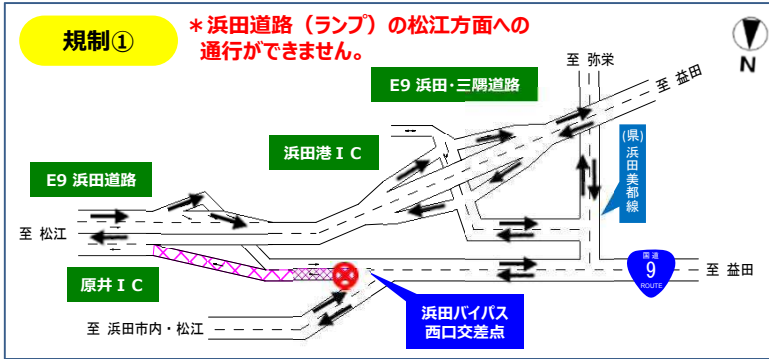 規制①
＊浜田道路（ランプ）の松江方面への
通行ができません。
N
至 弥栄
至 益田
E9 浜田・三隅道路
(県)浜田美都線
浜田港ＩＣ
E9 浜田道路
至 松江
原井ＩＣ
国道
9
ROUTE
至 益田
浜田バイパス
西口交差点
至 浜田市内・松江